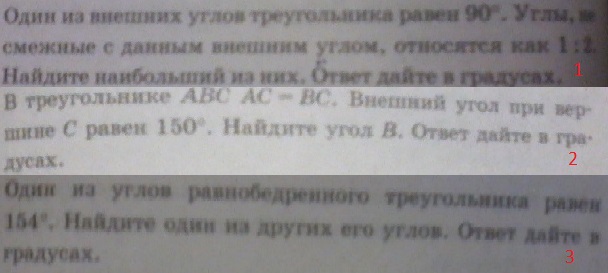 Один из внешних углов треугольника равен 90°. Углы, не
смежные с данным внешним углом, относятся как 1 : 2.
Найдите наибольший из них. Ответ дайте в градусах. 1
В треугольнике ABC AC = BC. Внешний угол при вер-
шине C равен 150°. Найдите угол B. Ответ дайте в гра-
дусах. 2
Один из углов равнобедренного треугольника равен
154°. Найдите один из других его углов. Ответ дайте в
градусах. 3